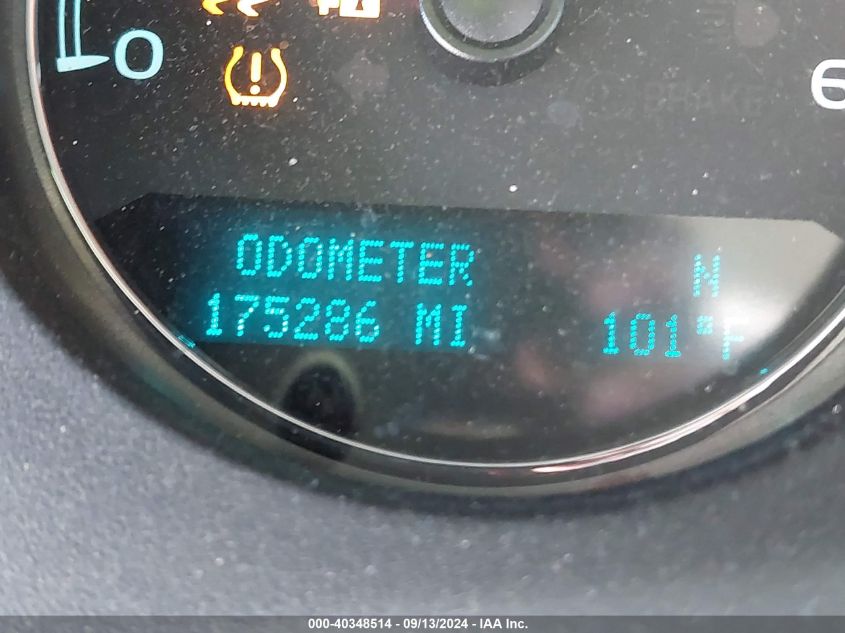 0
6
ODOMETER N
175286 MI 101°F
000-40348514 - 09/13/2024 - IAA Inc.